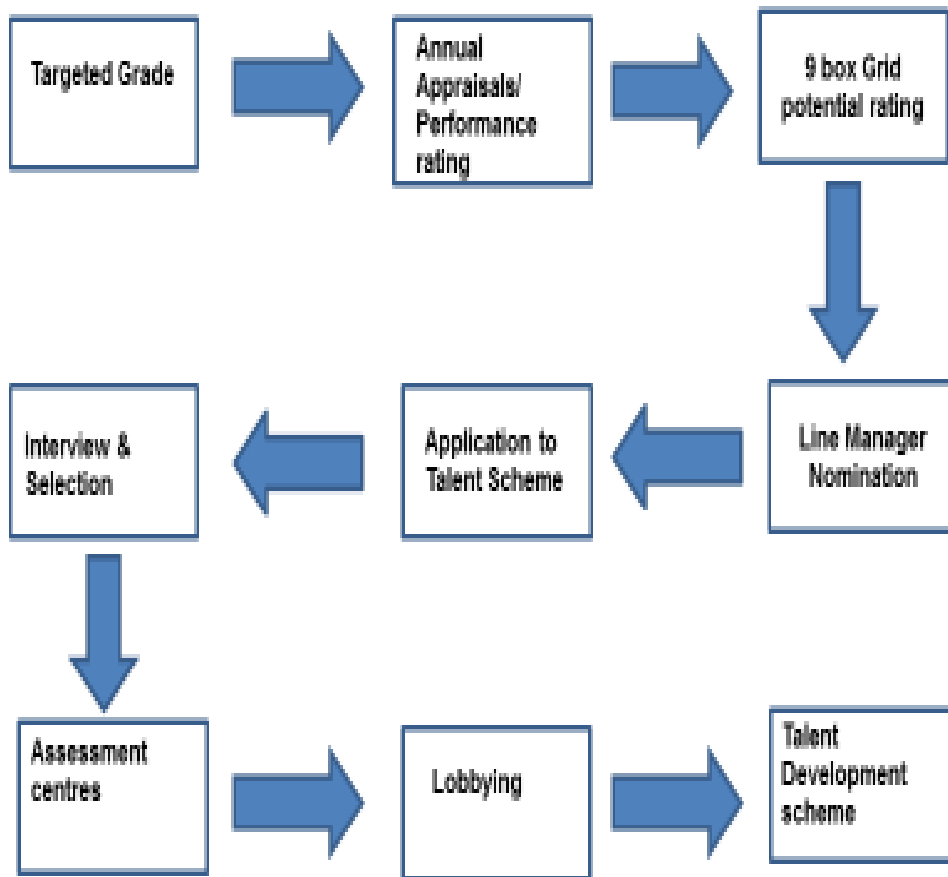 Targeted Grade
Annual
Appraisals/
Performance
rating
9 box Grid
potential rating
Line Manager
Nomination
Application to
Talent Scheme
Interview &
Selection
Assessment
centres
Lobbying
Talent
Development
scheme